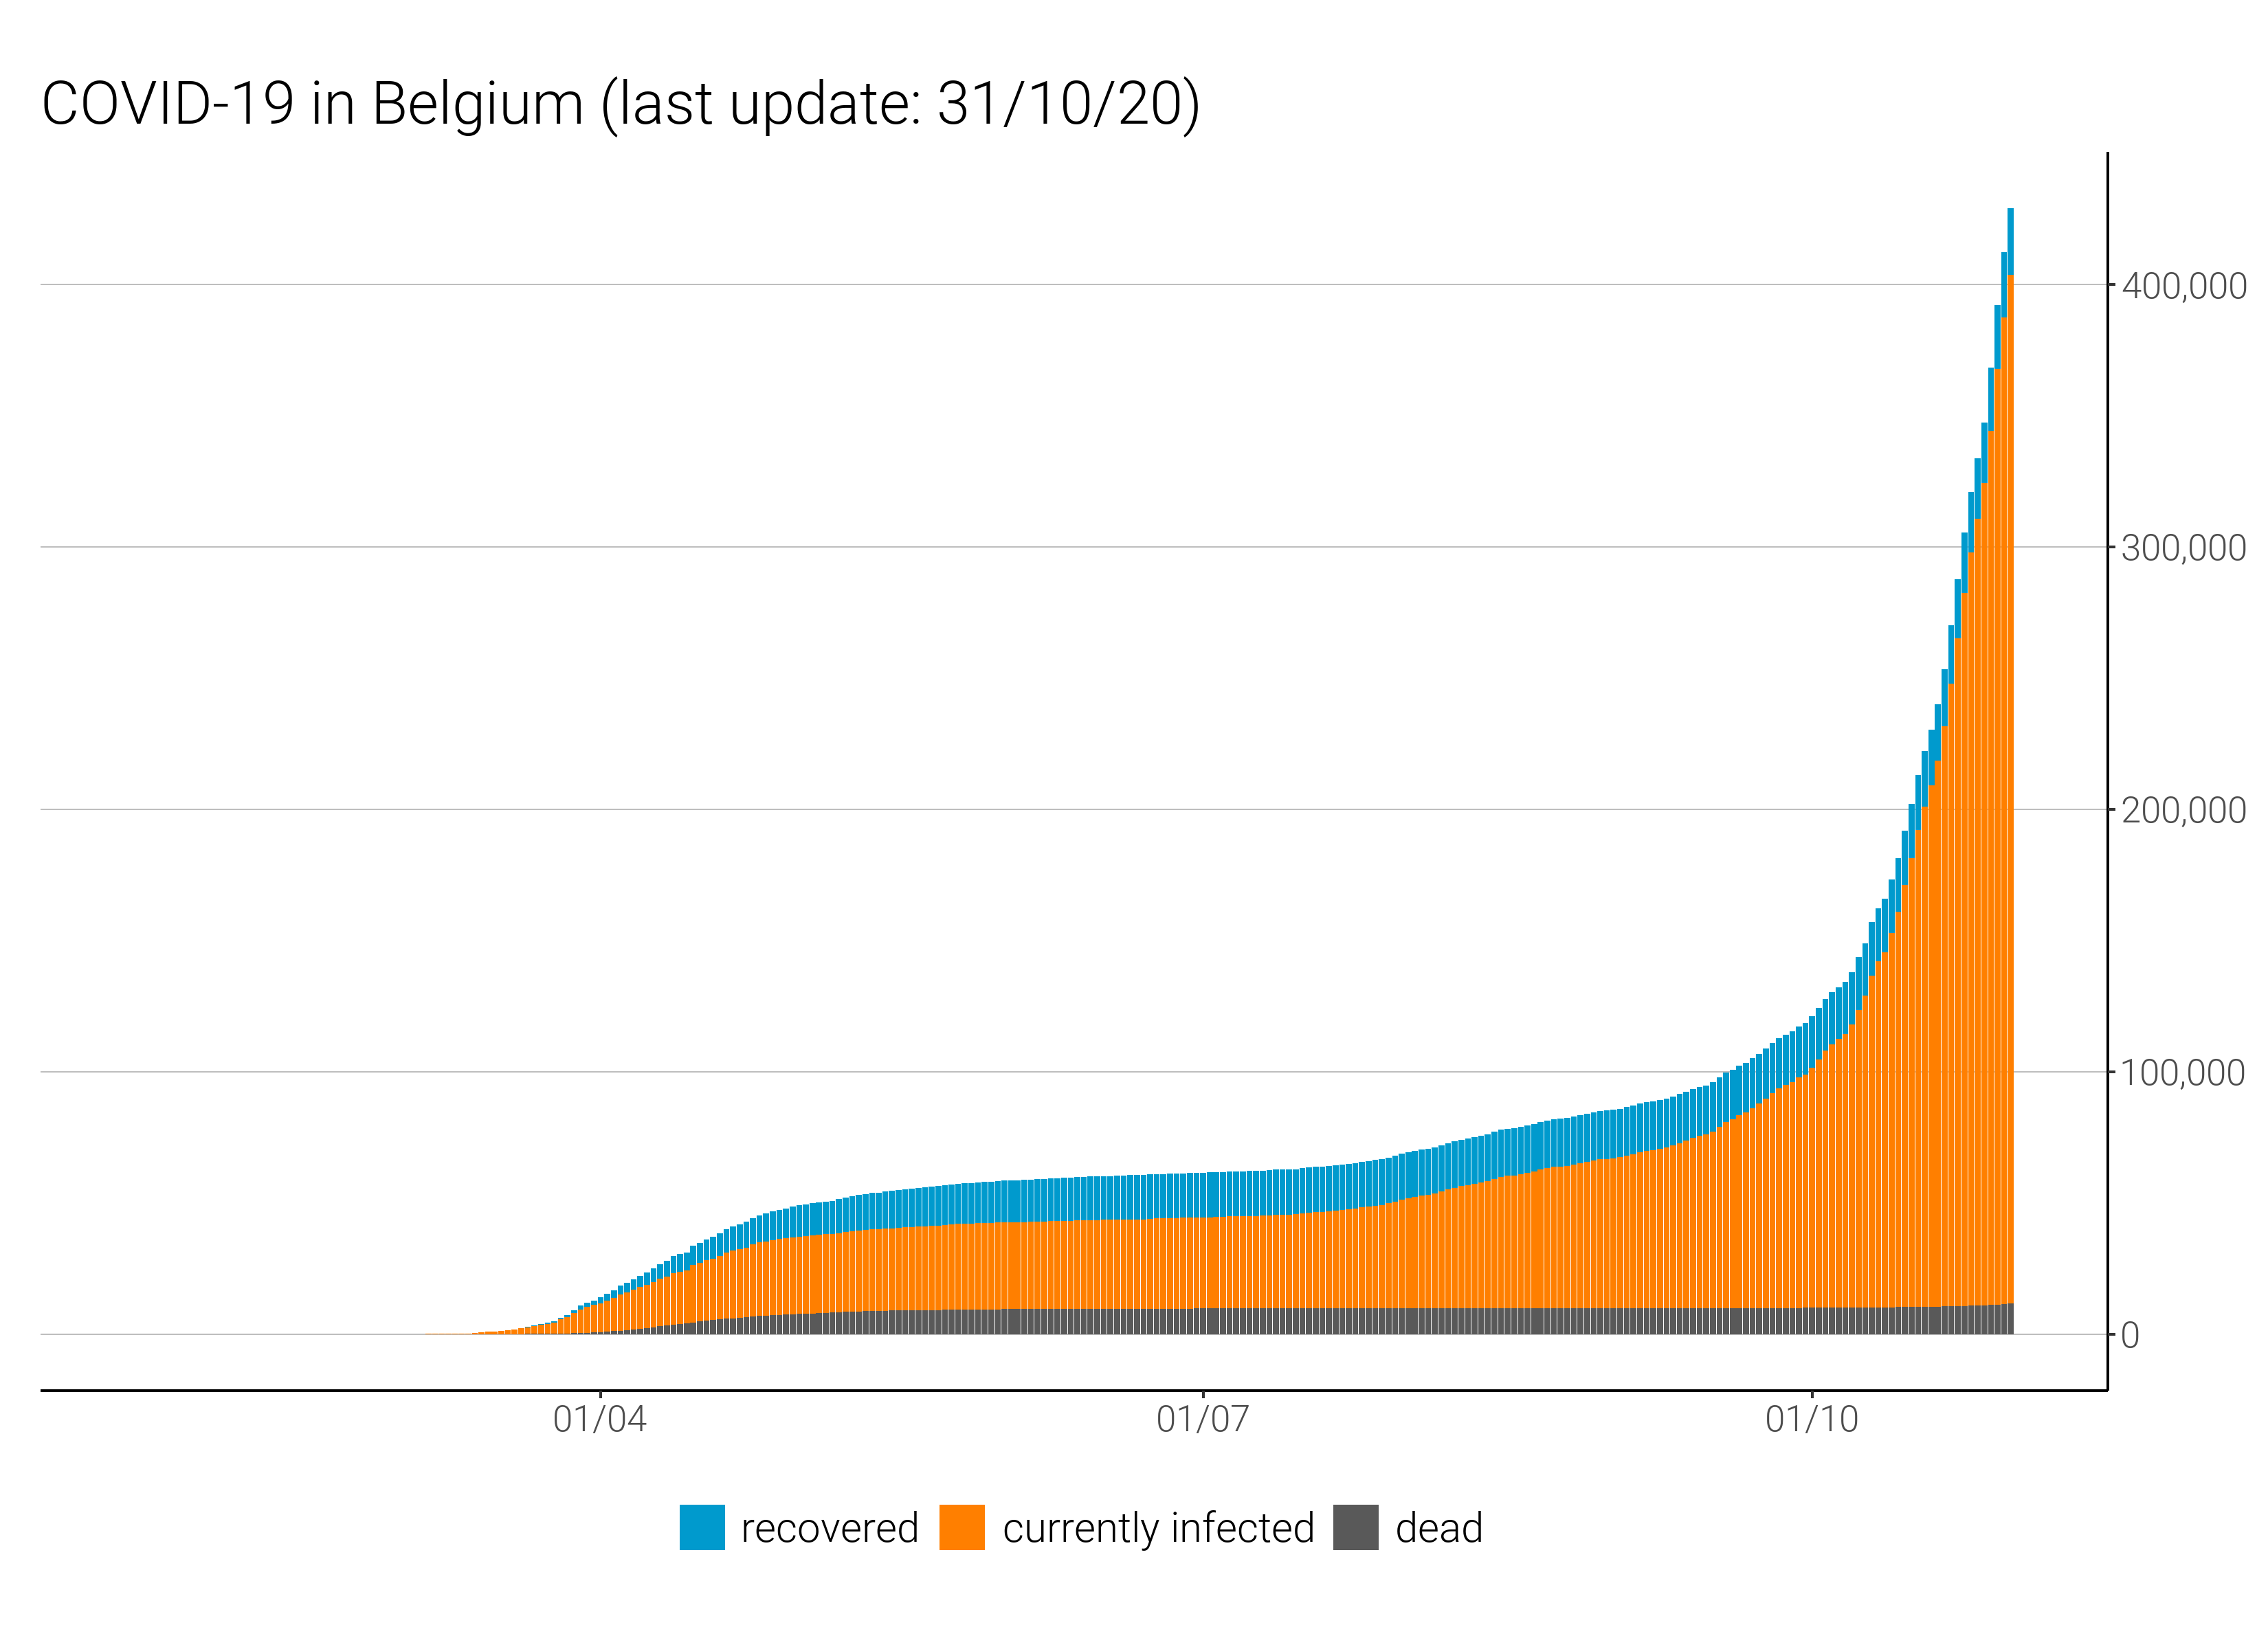 COVID-19 in Belgium (last update: 31/10/20)
400,000
300,000
200,000
100,000
0
01/04 01/07 01/10
recovered currently infected dead